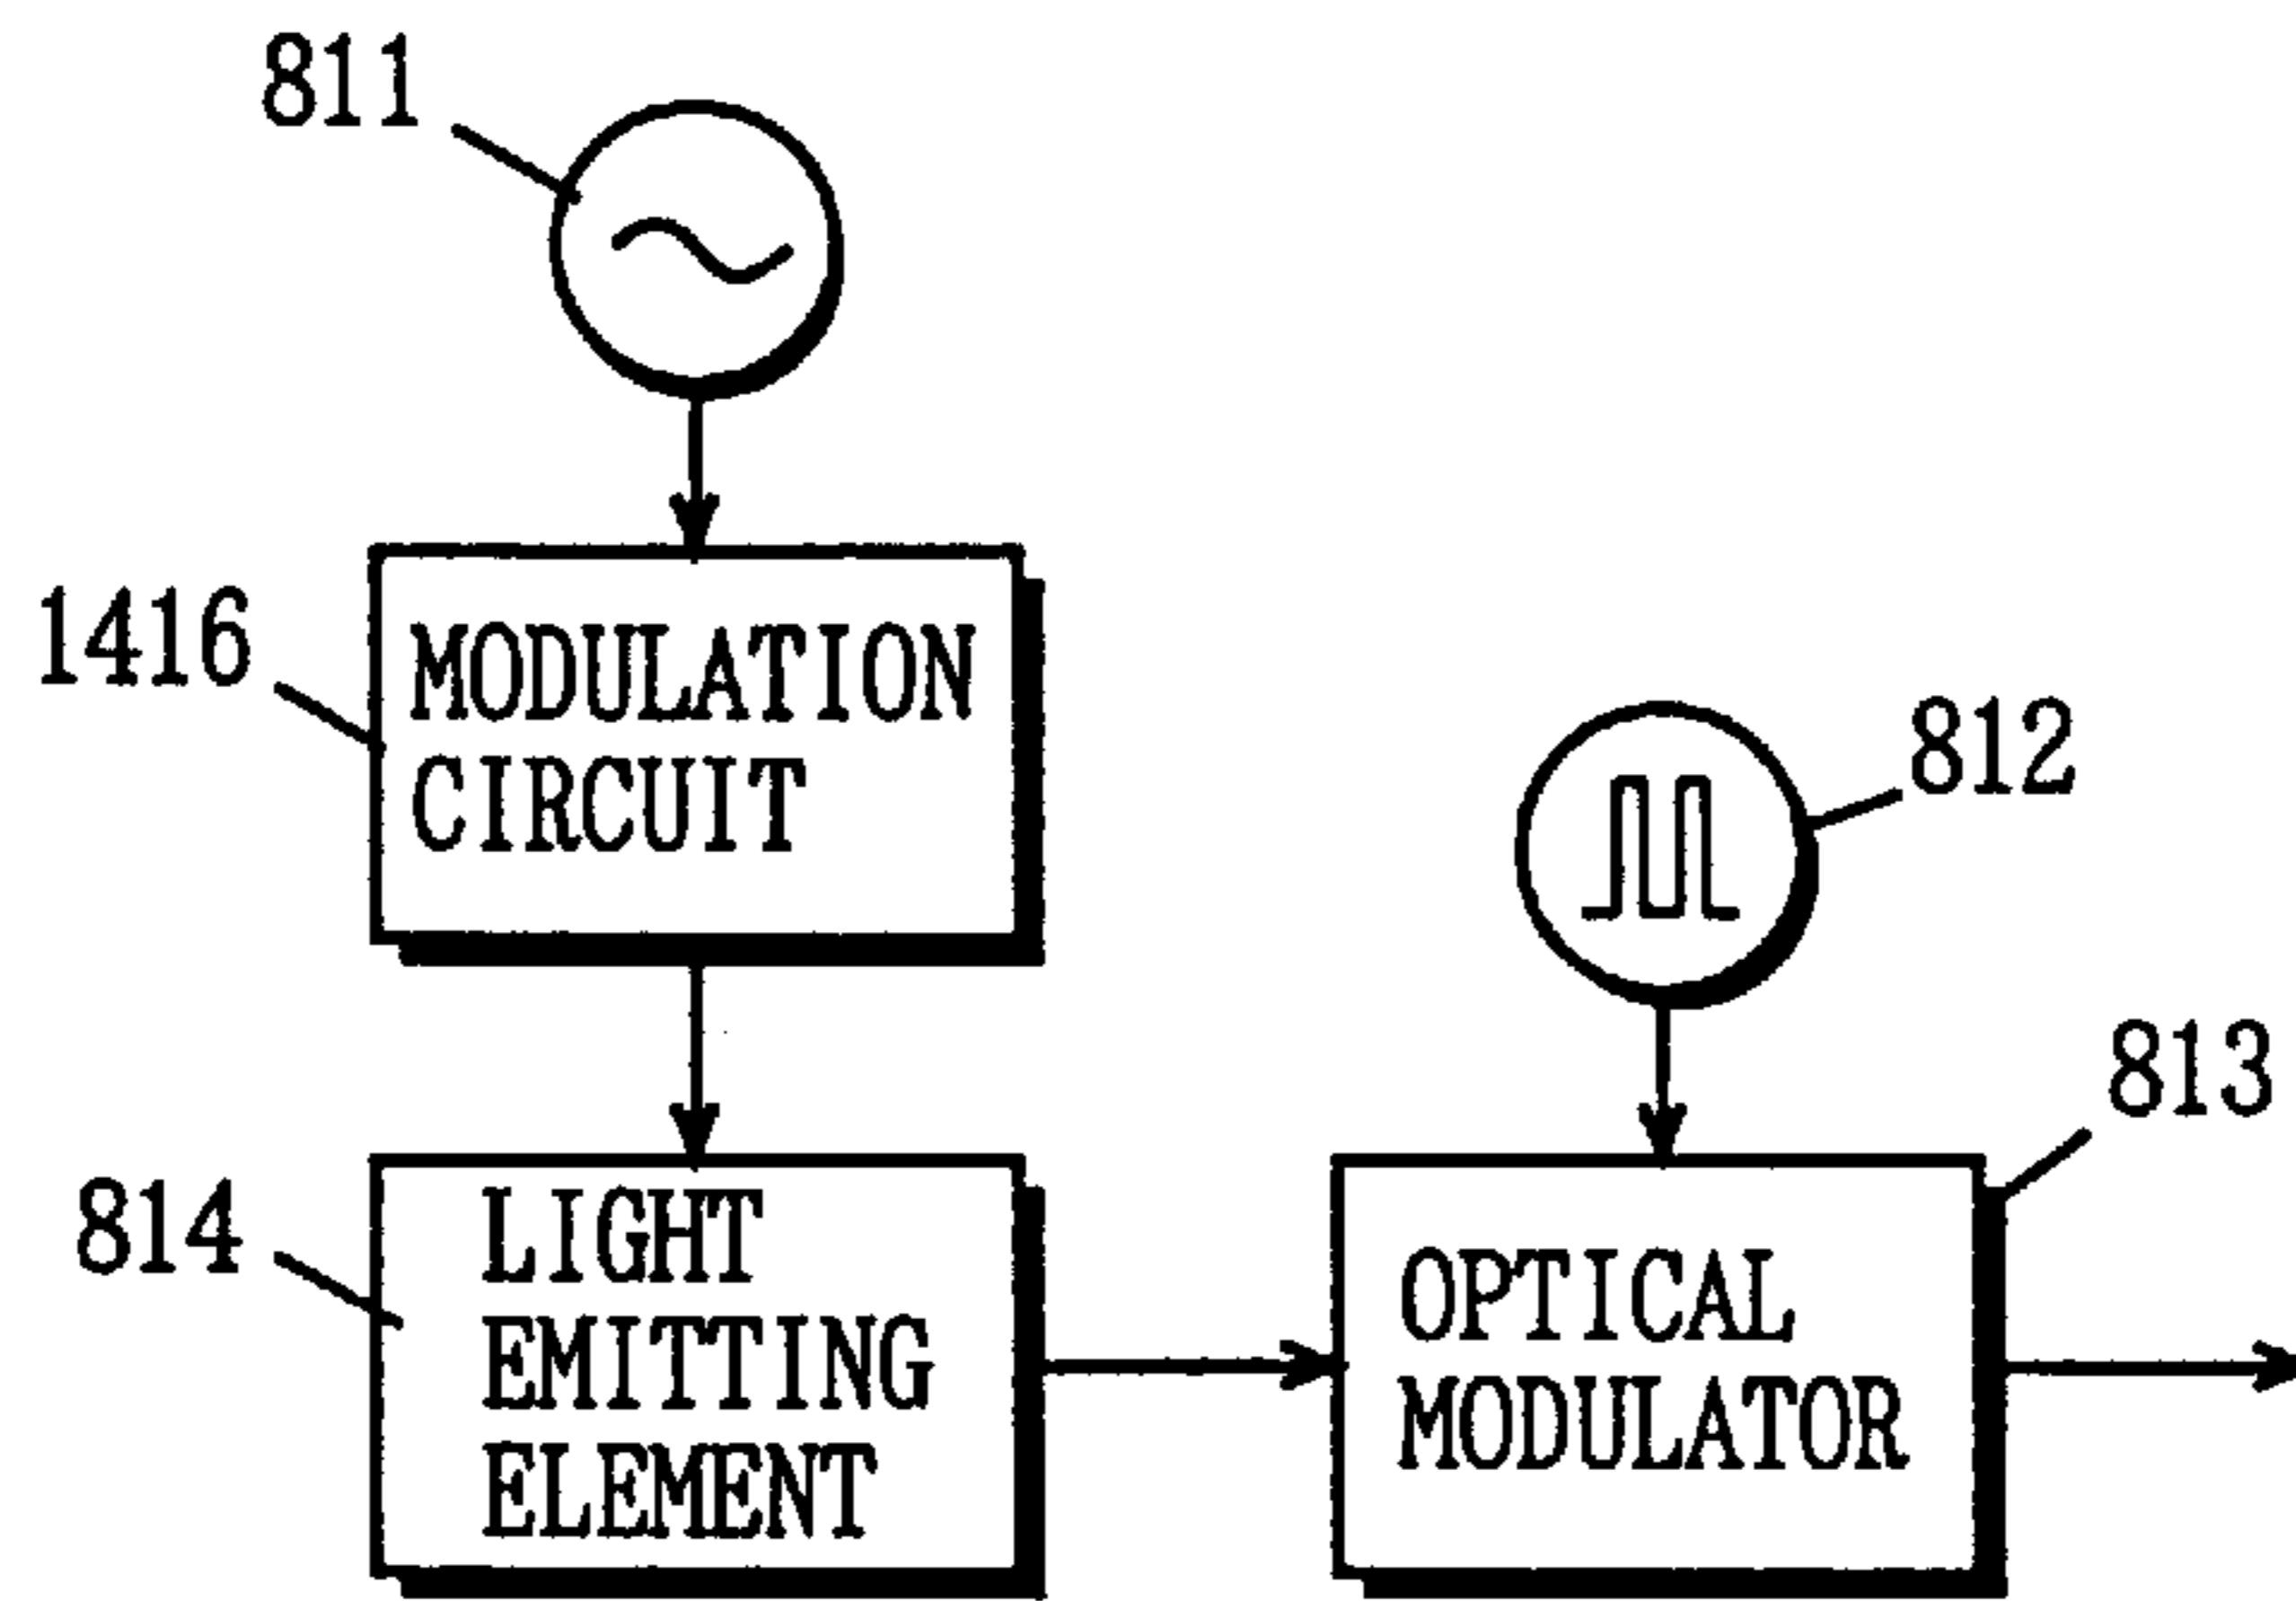 811
1416
MODULATION
CIRCUIT
812
813
814
LIGHT
EMITTING
ELEMENT
OPTICAL
MODULATOR